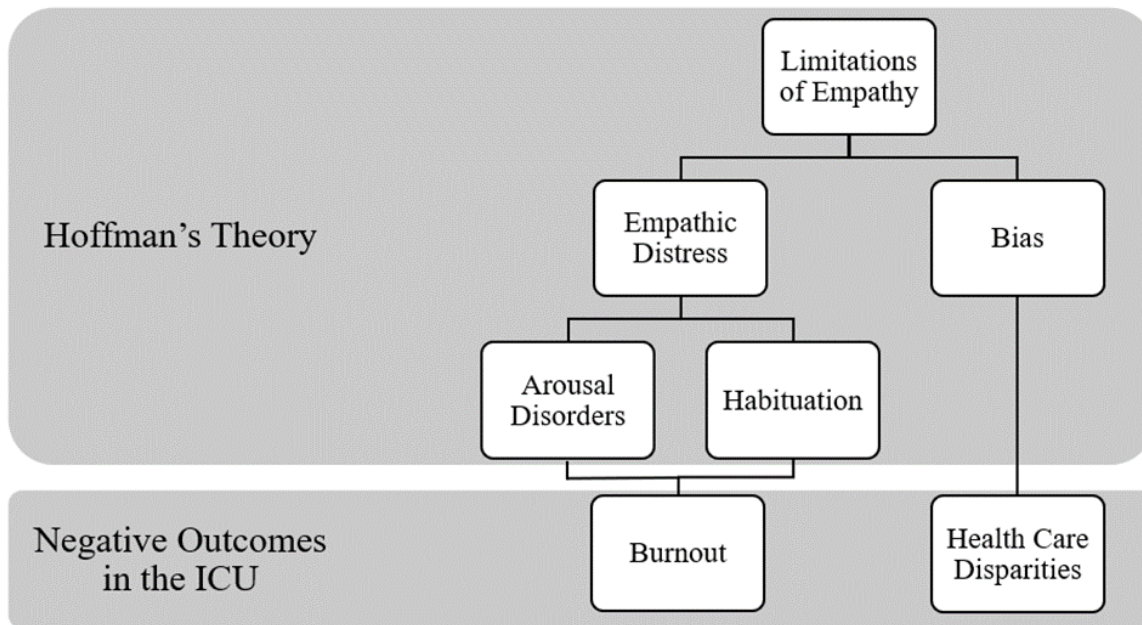 Limitations
of Empathy
Hoffman’s Theory
Empathic
Distress
Bias
Arousal
Disorders
Habituation
Negative Outcomes
in the ICU
Burnout
Health Care
Disparities